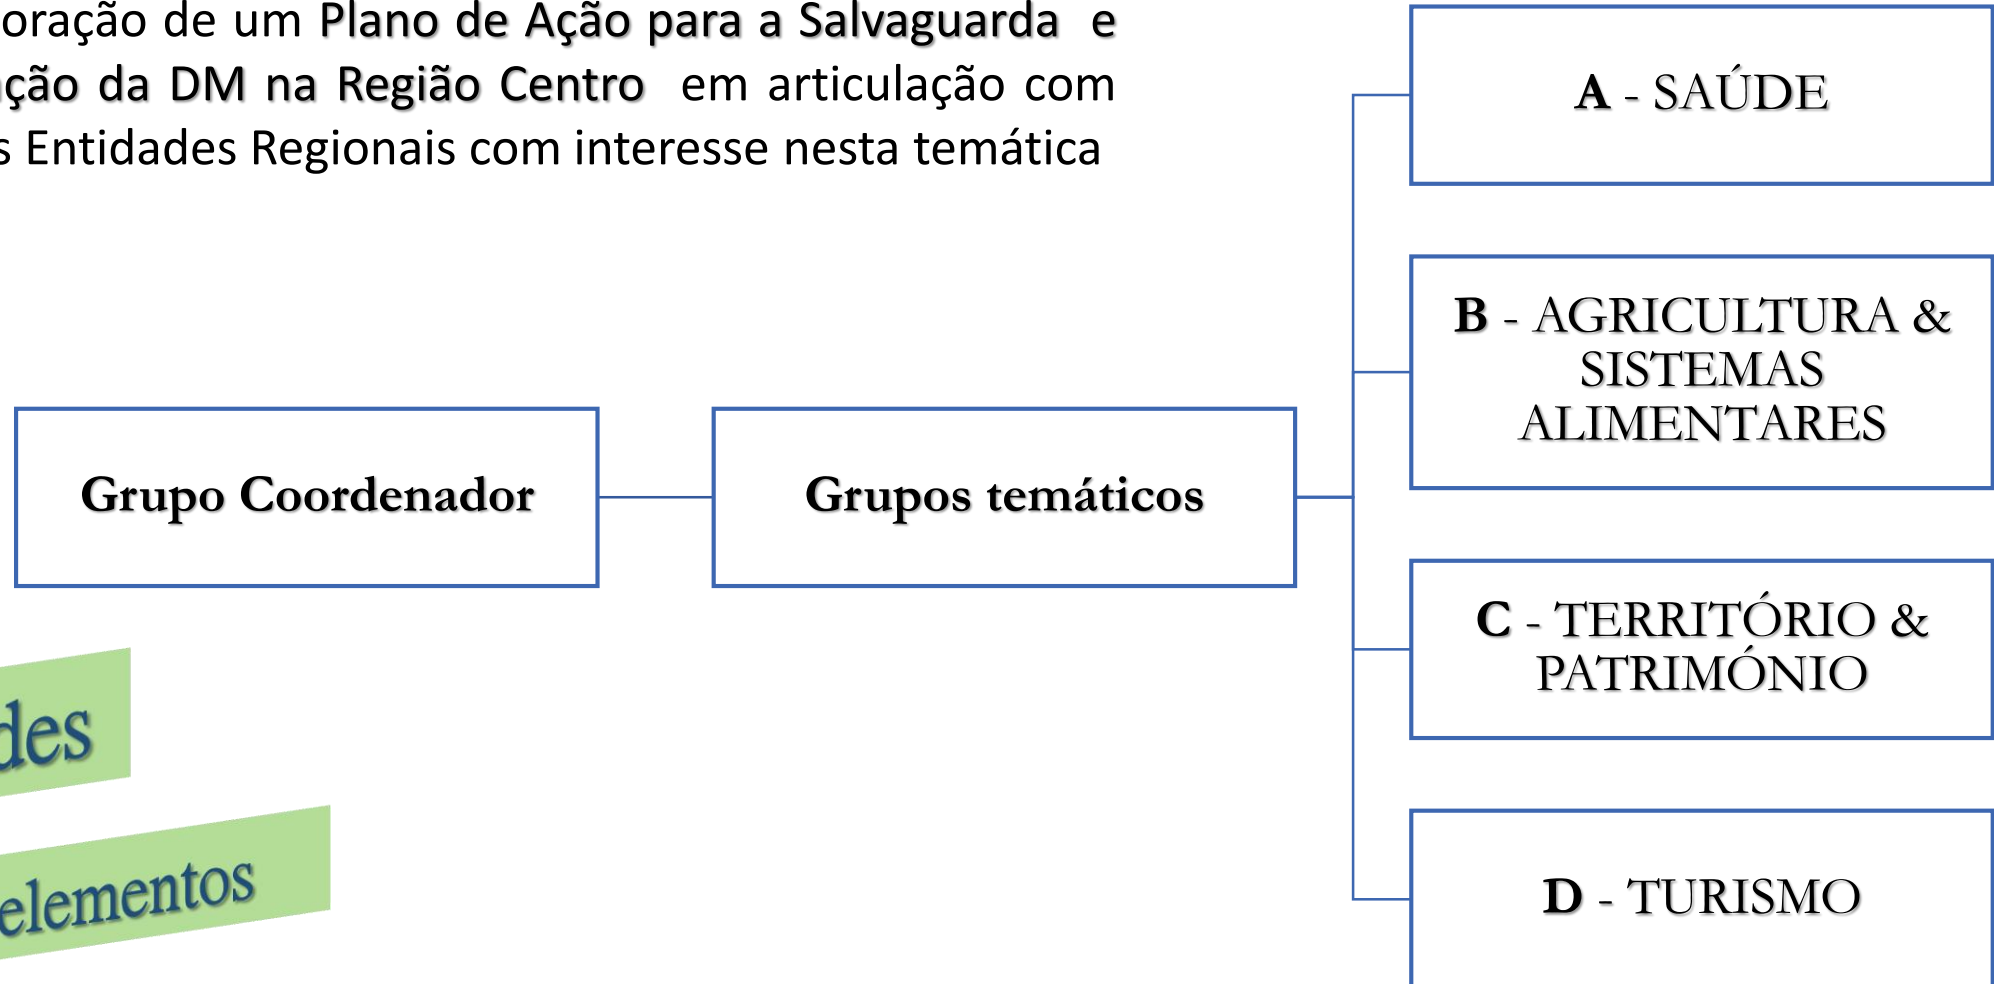 oração de um Plano de Ação para a Salvaguarda e
ção da DM na Região Centro em articulação com
s Entidades Regionais com interesse nesta temática
A - SAÚDE
B - AGRICULTURA &
SISTEMAS
ALIMENTARES
Grupo Coordenador
Grupos temáticos
C - TERRITÓRIO &
PATRIMÓNIO
des
elementos
D - TURISMO